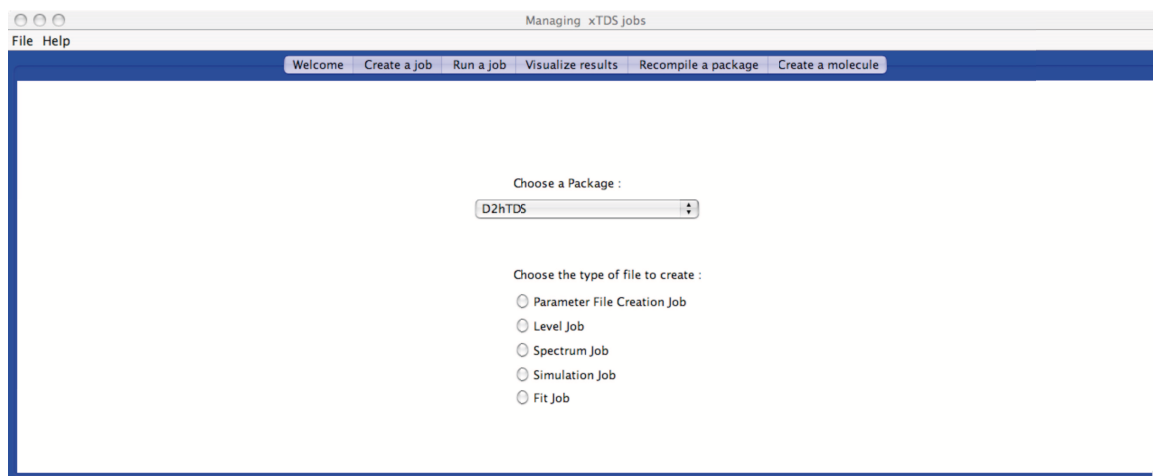 Managing xTDS jobs
File Help
Welcome Create a job Run a job Visualize results Recompile a package Create a molecule
Choose a Package :
D2hTDS
Choose the type of file to create :
Parameter File Creation Job
Level Job
Spectrum Job
Simulation Job
Fit Job